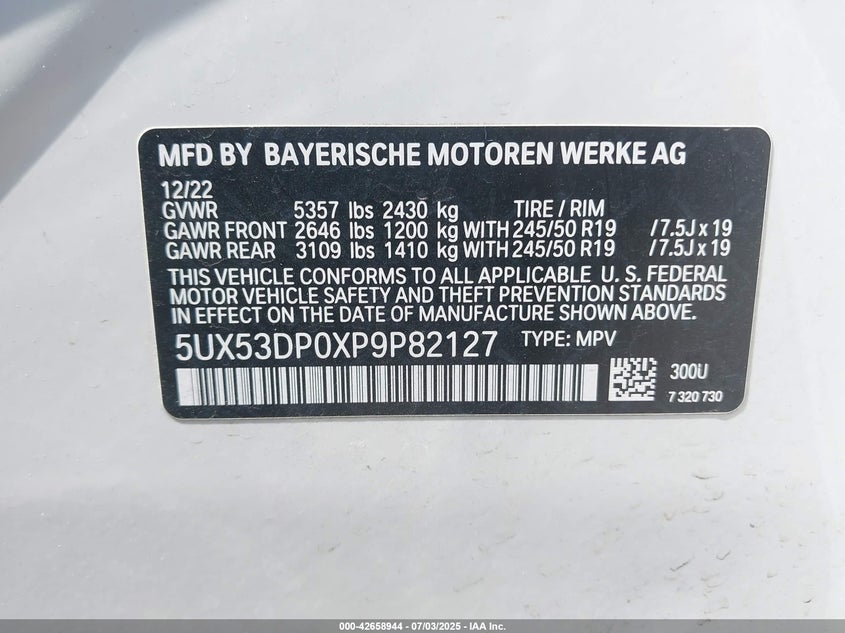 MFD BY BAYERISCHE MOTOREN WERKE AG
12/22
GVWR 5357 lbs 2430 kg TIRE / RIM
GAWR FRONT 2646 lbs 1200 kg WITH 245/50 R19 / 7.5J x 19
GAWR REAR 3109 lbs 1410 kg WITH 245/50 R19 / 7.5J x 19
THIS VEHICLE CONFORMS TO ALL APPLICABLE U. S. FEDERAL
MOTOR VEHICLE SAFETY AND THEFT PREVENTION STANDARDS
IN EFFECT ON THE DATE OF MANUFACTURE SHOWN ABOVE.
5UX53DP0XP9P82127 TYPE: MPV
300U
7 320 730
000-42658944 - 07/03/2025 - IAA Inc.